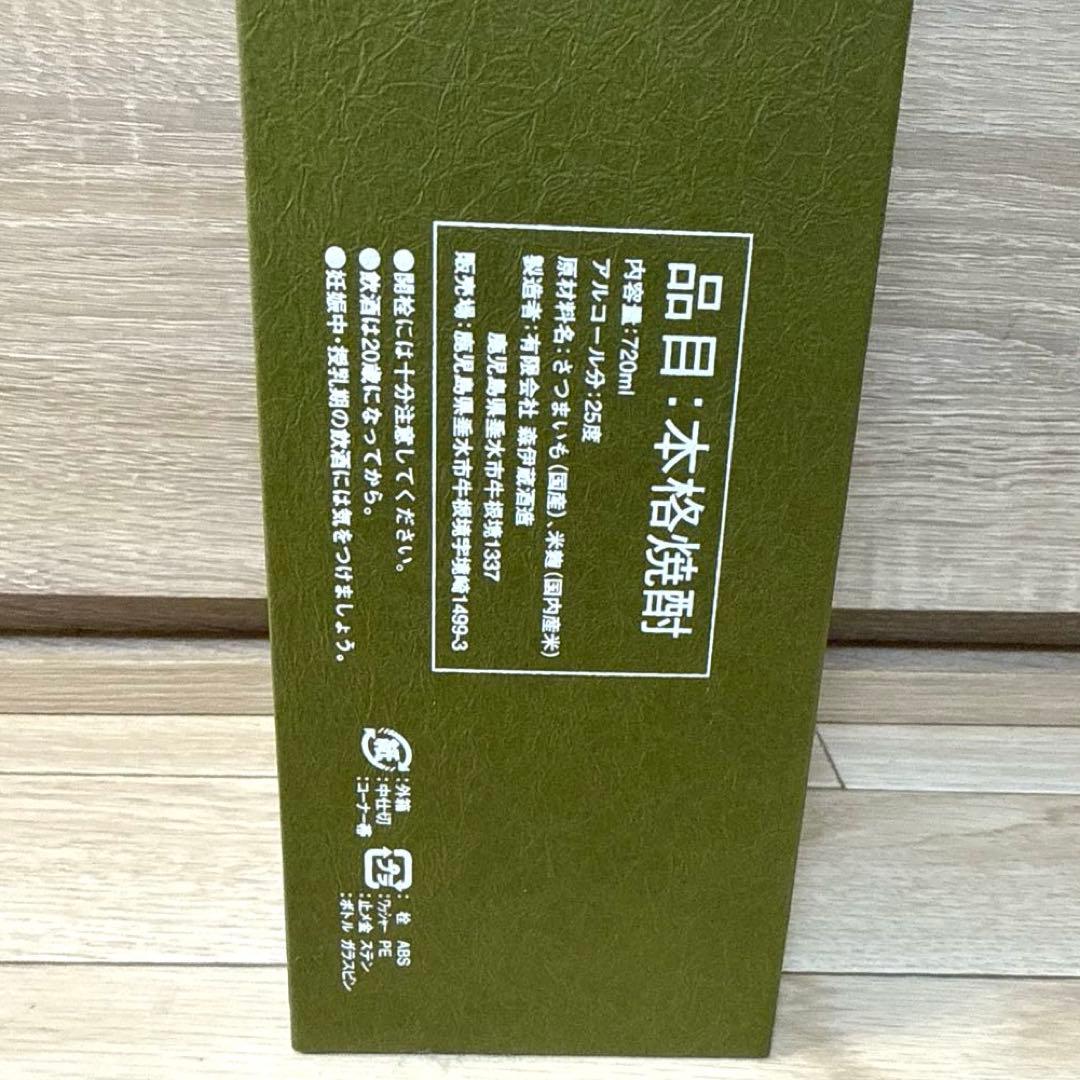 品目:本格焼酎
内容量:720ml
アルコール分:25度
原材料名:さつまいも(国産)、米麹(国内産米)
製造者:有限会社 森伊蔵酒造
鹿児島県垂水市牛根境1337
販売場:鹿児島県垂水市牛根境字境崎1499-3
●開栓には十分注意してください。
●飲酒は20歳になってから。
●妊娠中・授乳期の飲酒には気をつけましょう。
紙
:外箱
:中仕切
:コーナー巻
プラ
:栓 ABS
:ワッシャー PE
:止メ金 ステン
:ボトル ガラスビン